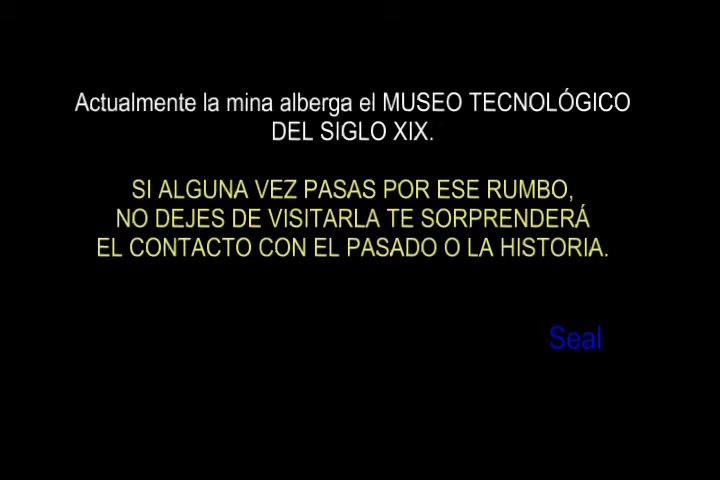 Actualmente la mina alberga el MUSEO TECNOLÓGICO
DEL SIGLO XIX.
SI ALGUNA VEZ PASAS POR ESE RUMBO,
NO DEJES DE VISITARLA TE SORPRENDERÁ
EL CONTACTO CON EL PASADO O LA HISTORIA.
Seal